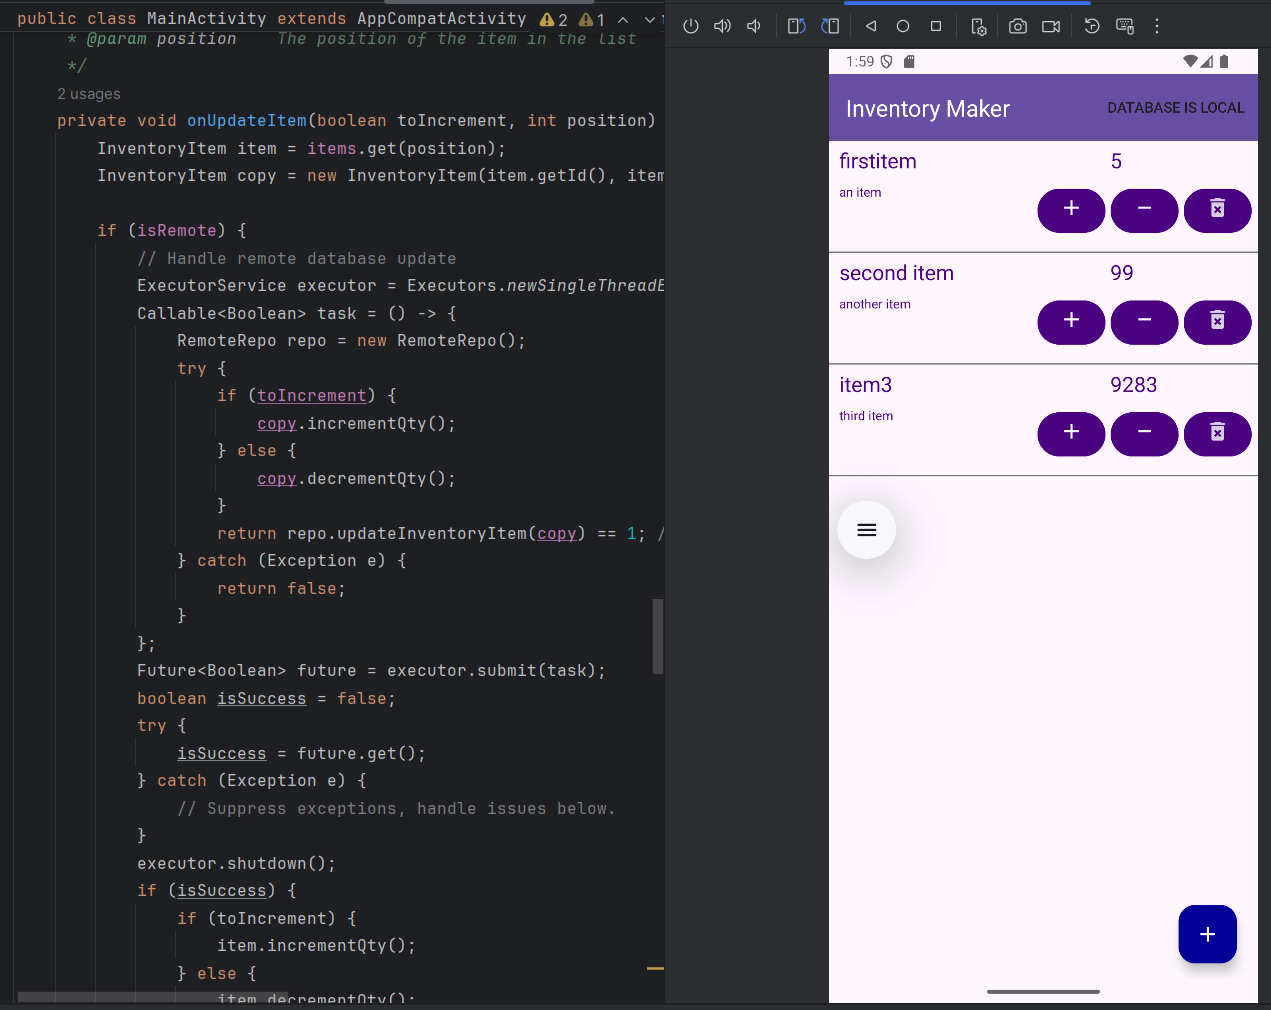 public class MainActivity extends AppCompatActivity 2 1
* @param position The position of the item in the list
*/
2 usages
private void onUpdateItem(boolean toIncrement, int position)
InventoryItem item = items.get(position);
InventoryItem copy = new InventoryItem(item.getId(), item
if (isRemote) {
// Handle remote database update
ExecutorService executor = Executors.newSingleThreadE
Callable<Boolean> task = () -> {
RemoteRepo repo = new RemoteRepo();
try {
if (toIncrement) {
copy.incrementQty();
} else {
copy.decrementQty();
}
return repo.updateInventoryItem(copy) == 1; /
} catch (Exception e) {
return false;
}
};
Future<Boolean> future = executor.submit(task);
boolean isSuccess = false;
try {
isSuccess = future.get();
} catch (Exception e) {
// Suppress exceptions, handle issues below.
}
executor.shutdown();
if (isSuccess) {
if (toIncrement) {
item.incrementQty();
} else {
item.decrementQty();
1:59
Inventory Maker DATABASE IS LOCAL
firstitem 5
an item
+ −
second item 99
another item
+ −
item3 9283
third item
+ −
+